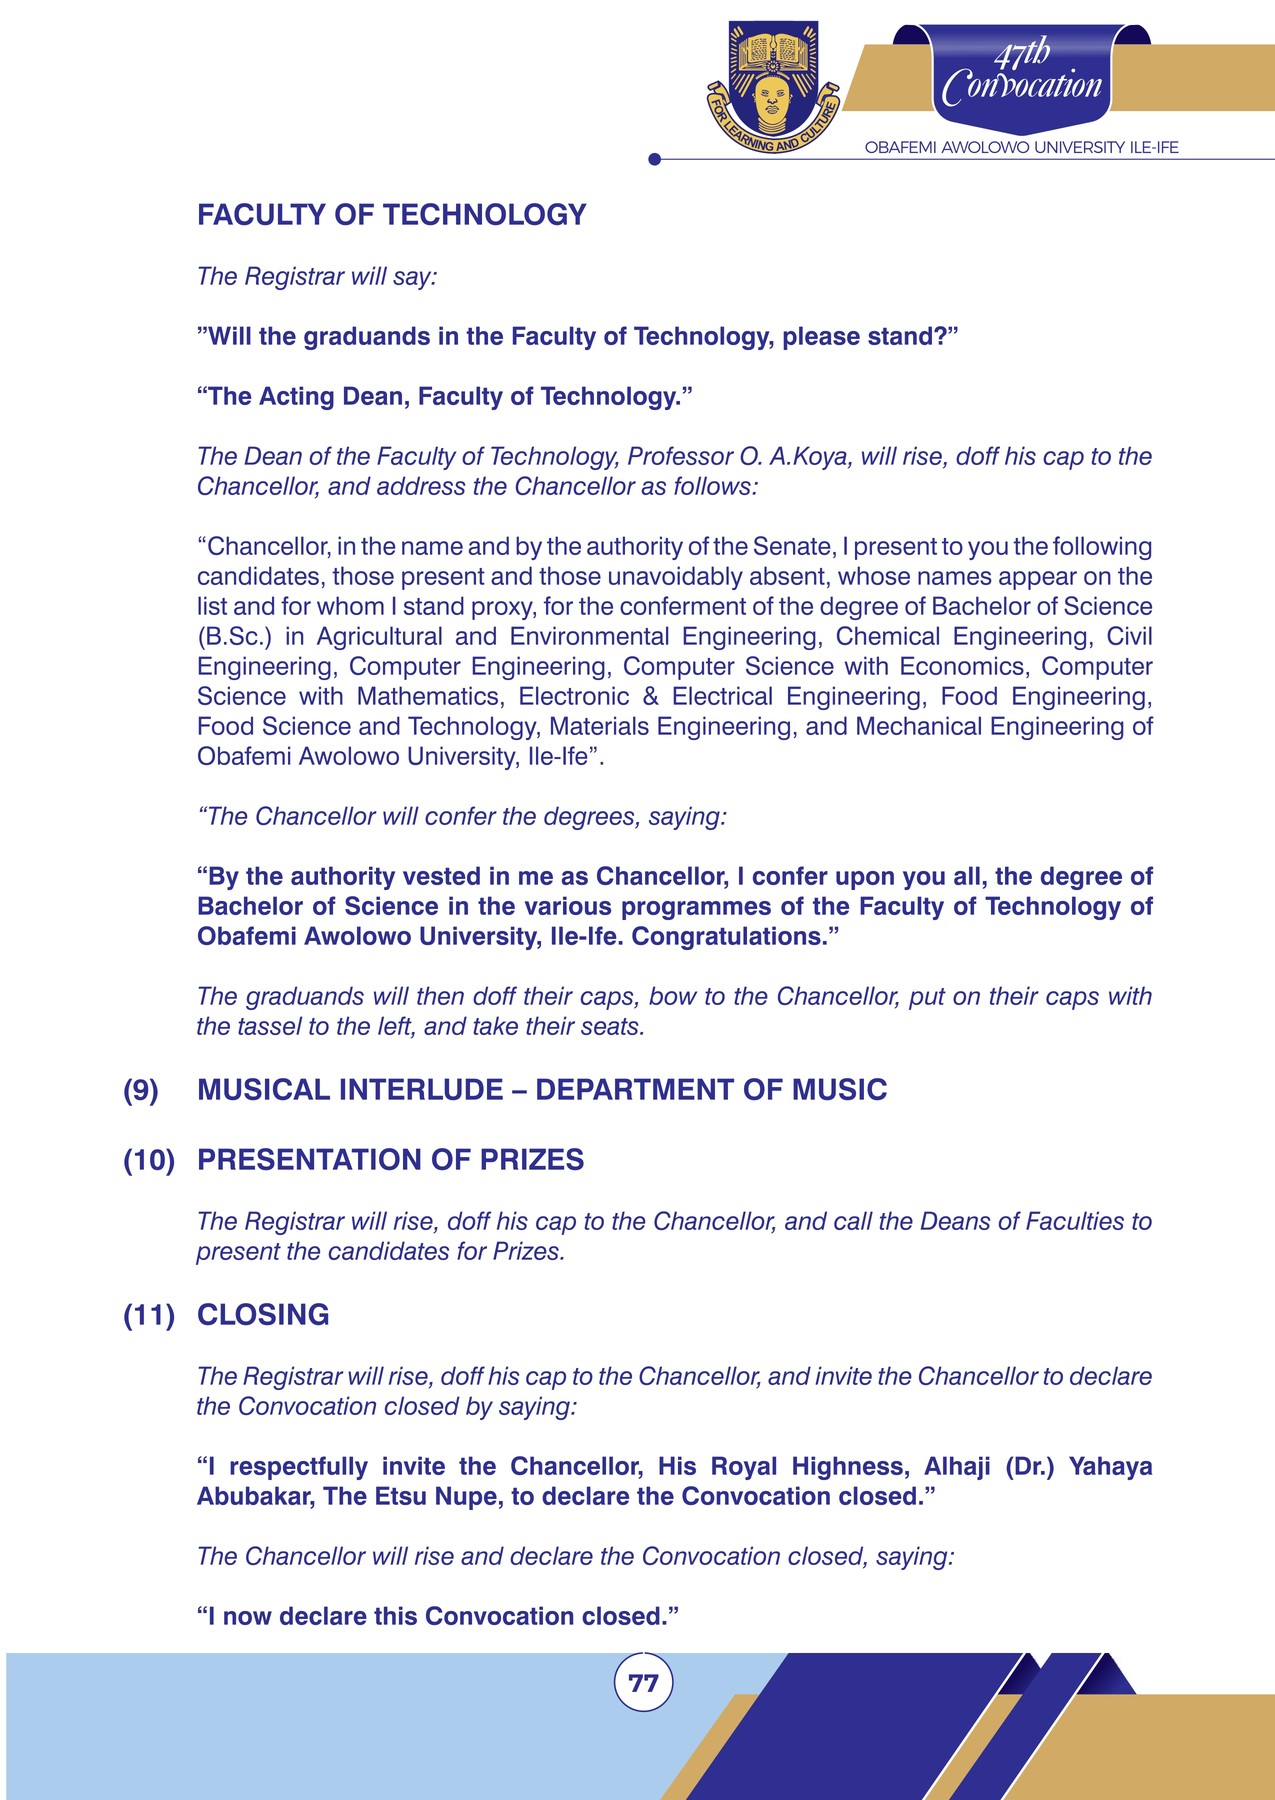 FOR LEARNING AND CULTURE
47th
Convocation
OBAFEMI AWOLOWO UNIVERSITY ILE-IFE
FACULTY OF TECHNOLOGY
The Registrar will say:
”Will the graduands in the Faculty of Technology, please stand?”
“The Acting Dean, Faculty of Technology.”
The Dean of the Faculty of Technology, Professor O. A.Koya, will rise, doff his cap to the
Chancellor, and address the Chancellor as follows:
“Chancellor, in the name and by the authority of the Senate, I present to you the following
candidates, those present and those unavoidably absent, whose names appear on the
list and for whom I stand proxy, for the conferment of the degree of Bachelor of Science
(B.Sc.) in Agricultural and Environmental Engineering, Chemical Engineering, Civil
Engineering, Computer Engineering, Computer Science with Economics, Computer
Science with Mathematics, Electronic & Electrical Engineering, Food Engineering,
Food Science and Technology, Materials Engineering, and Mechanical Engineering of
Obafemi Awolowo University, Ile-Ife”.
“The Chancellor will confer the degrees, saying:
“By the authority vested in me as Chancellor, I confer upon you all, the degree of
Bachelor of Science in the various programmes of the Faculty of Technology of
Obafemi Awolowo University, Ile-Ife. Congratulations.”
The graduands will then doff their caps, bow to the Chancellor, put on their caps with
the tassel to the left, and take their seats.
(9) MUSICAL INTERLUDE – DEPARTMENT OF MUSIC
(10) PRESENTATION OF PRIZES
The Registrar will rise, doff his cap to the Chancellor, and call the Deans of Faculties to
present the candidates for Prizes.
(11) CLOSING
The Registrar will rise, doff his cap to the Chancellor, and invite the Chancellor to declare
the Convocation closed by saying:
“I respectfully invite the Chancellor, His Royal Highness, Alhaji (Dr.) Yahaya
Abubakar, The Etsu Nupe, to declare the Convocation closed.”
The Chancellor will rise and declare the Convocation closed, saying:
“I now declare this Convocation closed.”
77